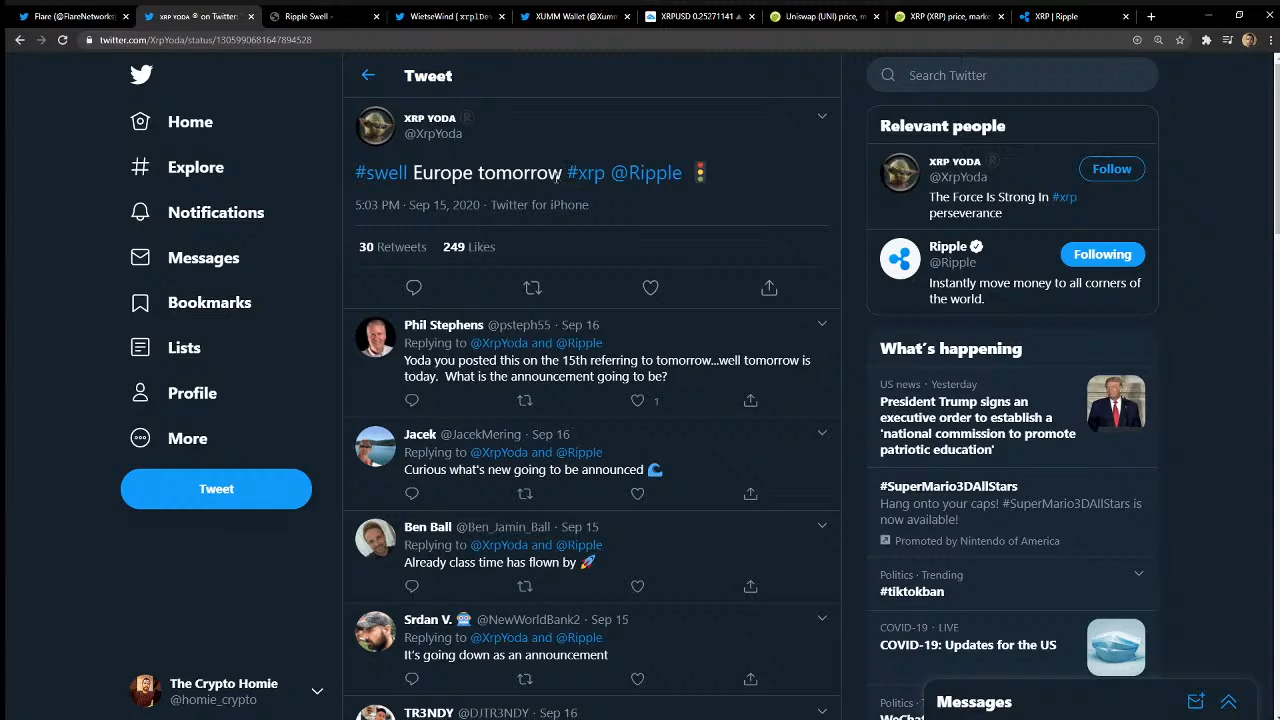 Flare (@FlareNetworks
XRP YODA ® on Twitter:
Ripple Swell -
WietseWind ( xrplDev
XUMM Wallet (@Xumm
XRPUSD 0.25271141 ▲
Uniswap (UNI) price, m
XRP (XRP) price, marke
XRP | Ripple
twitter.com/XrpYoda/status/1305990681647894528
Home
Explore
Notifications
Messages
Bookmarks
Lists
Profile
More
Tweet
The Crypto Homie
@homie_crypto
Tweet
XRP YODA ®
@XrpYoda
#swell Europe tomorrow #xrp @Ripple 🚦
5:03 PM · Sep 15, 2020 · Twitter for iPhone
30 Retweets 249 Likes
Phil Stephens @psteph55 · Sep 16
Replying to @XrpYoda and @Ripple
Yoda you posted this on the 15th referring to tomorrow...well tomorrow is
today. What is the announcement going to be?
1
Jacek @JacekMering · Sep 16
Replying to @XrpYoda and @Ripple
Curious what's new going to be announced 🌊
Ben Ball @Ben_Jamin_Ball · Sep 15
Replying to @XrpYoda and @Ripple
Already class time has flown by 🚀
Srdan V. @NewWorldBank2 · Sep 15
Replying to @XrpYoda and @Ripple
It's going down as an announcement
TR3NDY @DJTR3NDY · Sep 16
Search Twitter
Relevant people
XRP YODA ®
@XrpYoda
Follow
The Force Is Strong In #xrp
perseverance
Ripple
@Ripple
Following
Instantly move money to all corners of
the world.
What's happening
US news · Yesterday
President Trump signs an
executive order to establish a
'national commission to promote
patriotic education'
#SuperMario3DAllStars
Hang onto your caps! #SuperMario3DAllStars is
now available!
Promoted by Nintendo of America
Politics · Trending
#tiktokban
COVID-19 · LIVE
COVID-19: Updates for the US
Politics · T
WeChat
Messages